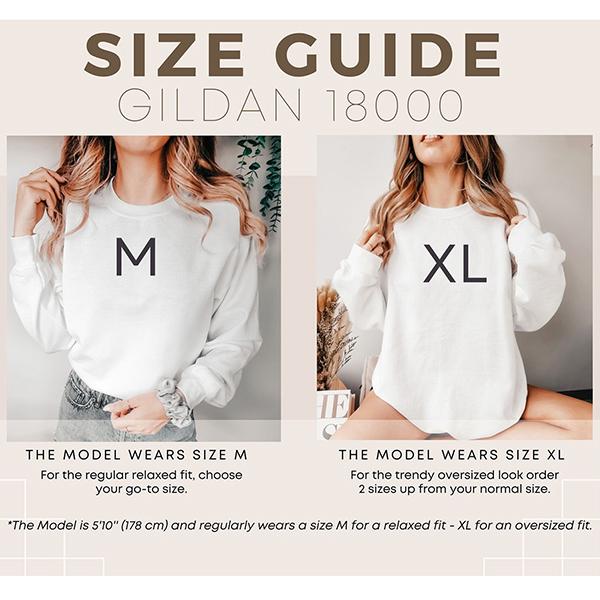 SIZE GUIDE
GILDAN 18000
M
XL
THE MODEL WEARS SIZE M
For the regular relaxed fit, choose
your go-to size.
THE MODEL WEARS SIZE XL
For the trendy oversized look order
2 sizes up from your normal size.
*The Model is 5'10" (178 cm) and regularly wears a size M for a relaxed fit - XL for an oversized fit.